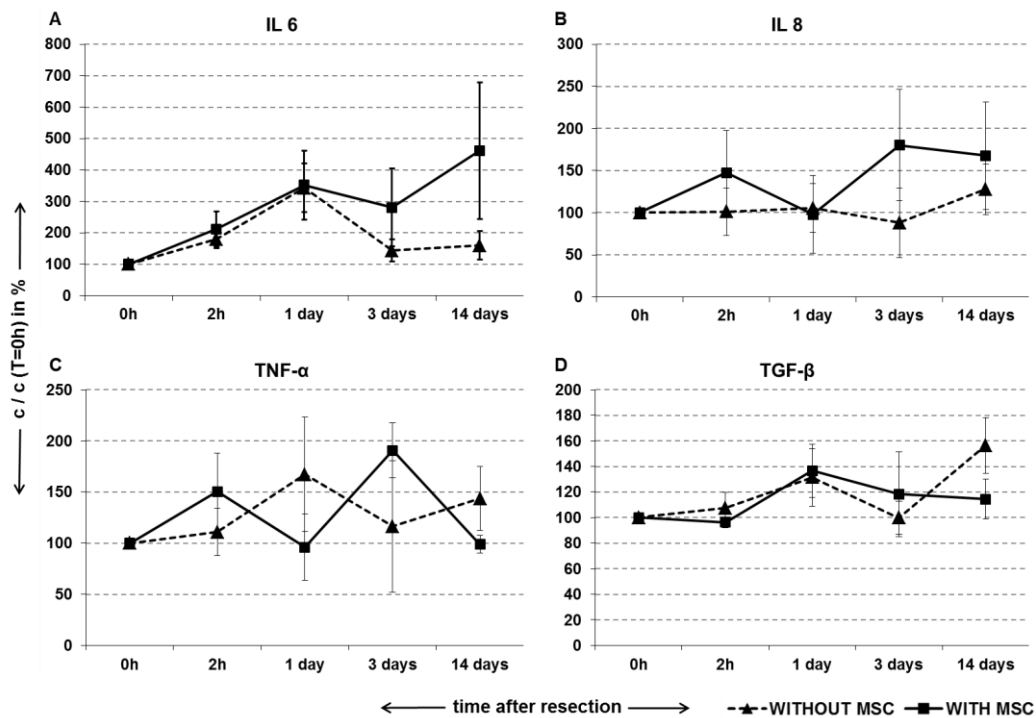 A
IL 6
800
700
600
500
400
300
200
100
0
0h 2h 1 day 3 days 14 days
B
IL 8
300
250
200
150
100
50
0
0h 2h 1 day 3 days 14 days
c / c (T=0h) in %
C
TNF-α
250
200
150
100
50
0
0h 2h 1 day 3 days 14 days
D
TGF-β
200
180
160
140
120
100
80
60
40
20
0
0h 2h 1 day 3 days 14 days
time after resection
WITHOUT MSC WITH MSC